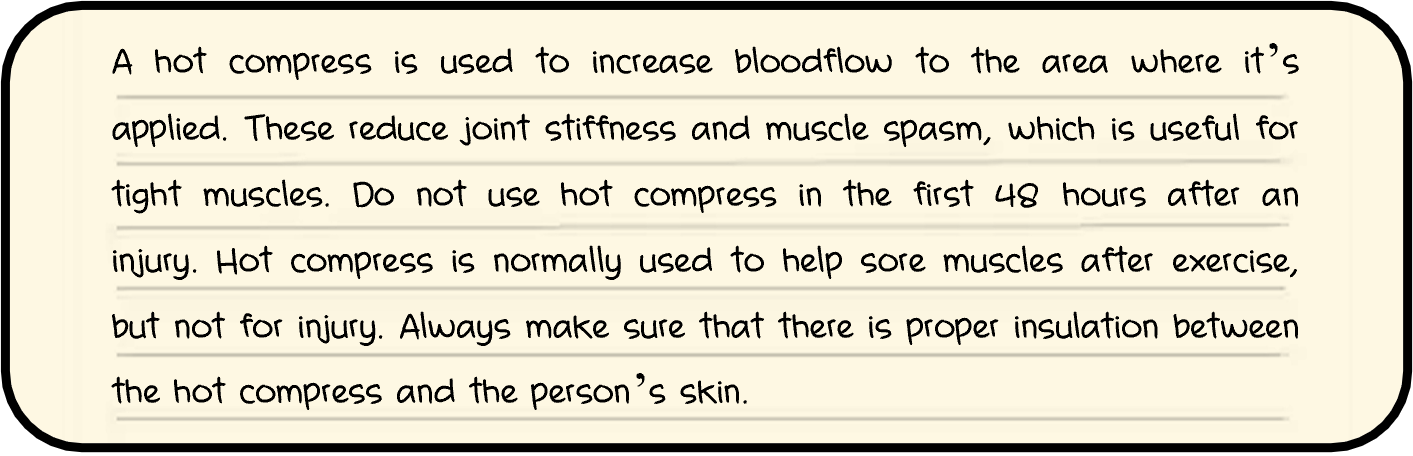 A hot compress is used to increase bloodflow to the area where it's
applied. These reduce joint stiffness and muscle spasm, which is useful for
tight muscles. Do not use hot compress in the first 48 hours after an
injury. Hot compress is normally used to help sore muscles after exercise,
but not for injury. Always make sure that there is proper insulation between
the hot compress and the person's skin.